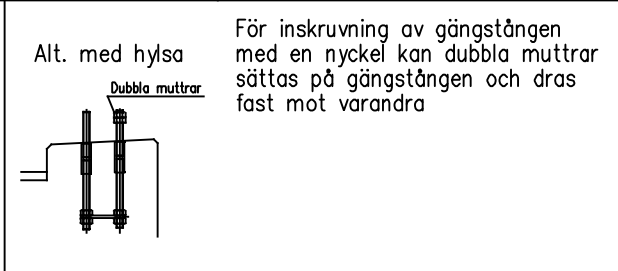 Alt. med hylsa
Dubbla muttrar
För inskruvning av gängstången
med en nyckel kan dubbla muttrar
sättas på gängstången och dras
fast mot varandra